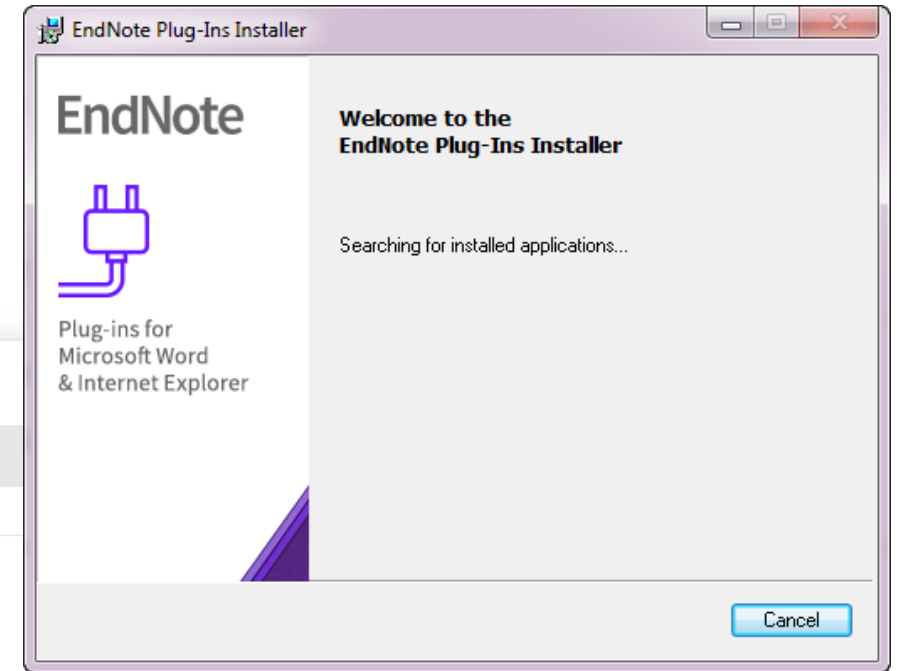 EndNote Plug-Ins Installer
EndNote
Welcome to the
EndNote Plug-Ins Installer
Searching for installed applications...
Plug-ins for
Microsoft Word
& Internet Explorer
Cancel